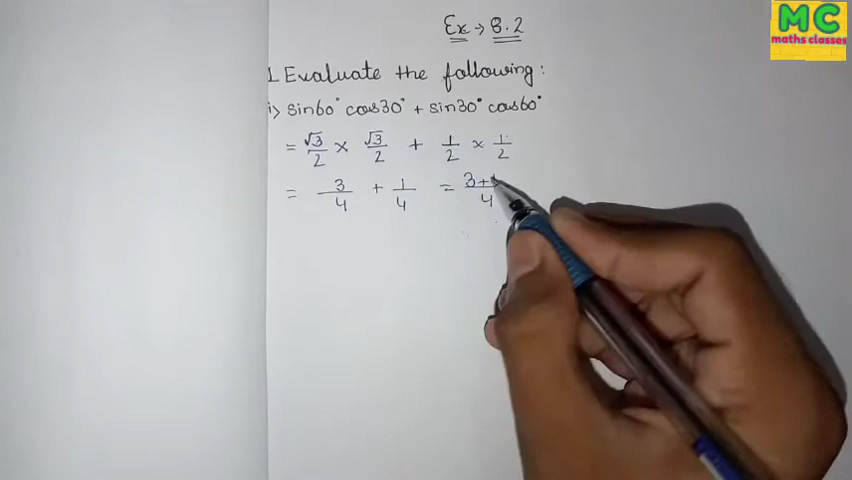 MC
maths classes
Ex → 8.2
1 Evaluate the following :
i> sin60° cos30° + sin30° cos60°
= √3/2 × √3/2 + 1/2 × 1/2
= 3/4 + 1/4 = 3+1/4